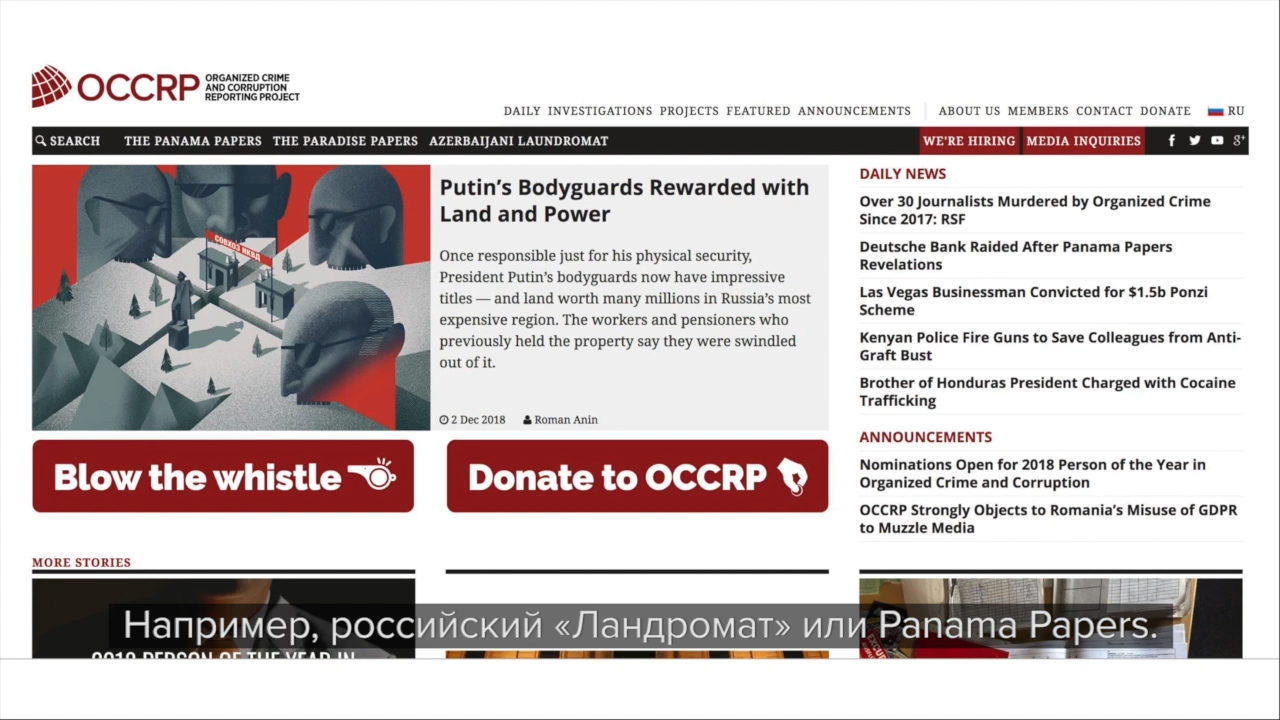 OCCRP
ORGANIZED CRIME
AND CORRUPTION
REPORTING PROJECT
DAILY INVESTIGATIONS PROJECTS FEATURED ANNOUNCEMENTS
ABOUT US MEMBERS CONTACT DONATE RU
SEARCH THE PANAMA PAPERS THE PARADISE PAPERS AZERBAIJANI LAUNDROMAT
WE'RE HIRING MEDIA INQUIRIES
СОВХОЗ НКВД
Putin's Bodyguards Rewarded with
Land and Power
Once responsible just for his physical security,
President Putin's bodyguards now have impressive
titles — and land worth many millions in Russia's most
expensive region. The workers and pensioners who
previously held the property say they were swindled
out of it.
2 Dec 2018 Roman Anin
Blow the whistle
Donate to OCCRP
DAILY NEWS
Over 30 Journalists Murdered by Organized Crime
Since 2017: RSF
Deutsche Bank Raided After Panama Papers
Revelations
Las Vegas Businessman Convicted for $1.5b Ponzi
Scheme
Kenyan Police Fire Guns to Save Colleagues from Anti-
Graft Bust
Brother of Honduras President Charged with Cocaine
Trafficking
ANNOUNCEMENTS
Nominations Open for 2018 Person of the Year in
Organized Crime and Corruption
OCCRP Strongly Objects to Romania's Misuse of GDPR
to Muzzle Media
MORE STORIES
Например, российский «Ландромат» или Panama Papers.
2018 PERSON OF THE YEAR IN